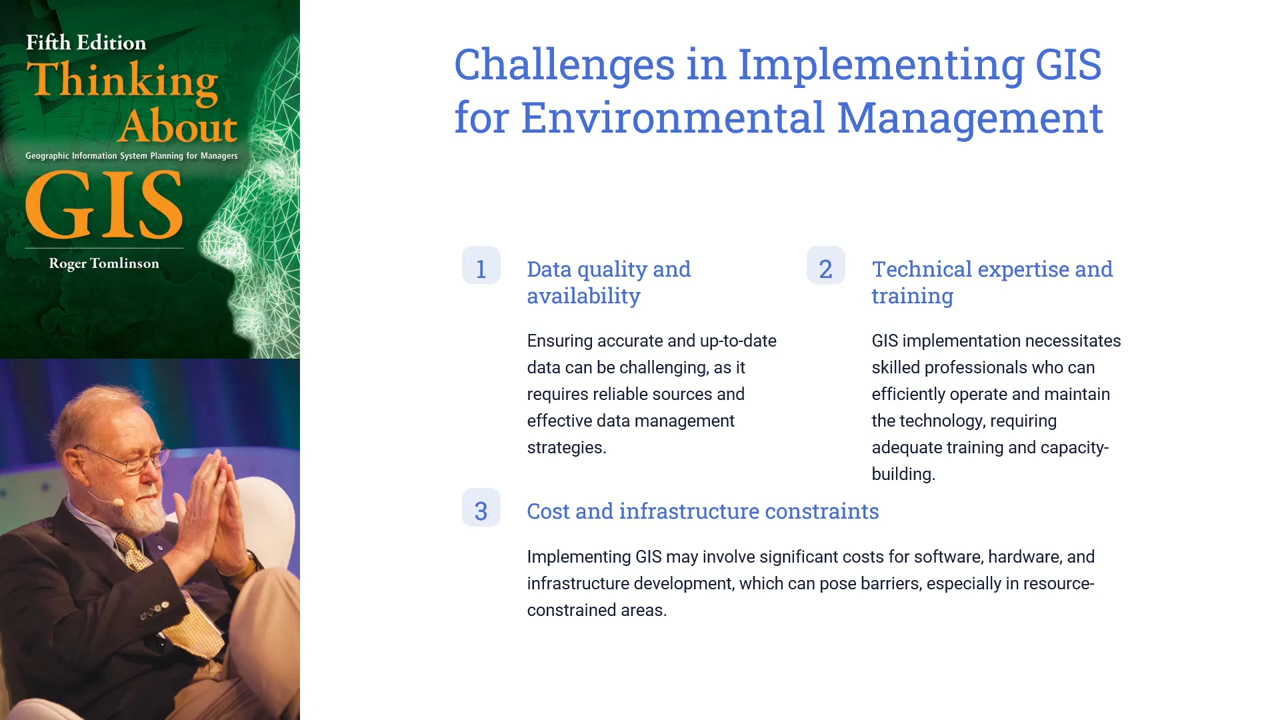 Fifth Edition
Thinking
About
Geographic Information System Planning for Managers
GIS
Roger Tomlinson
Challenges in Implementing GIS
for Environmental Management
1
Data quality and
availability
Ensuring accurate and up-to-date
data can be challenging, as it
requires reliable sources and
effective data management
strategies.
2
Technical expertise and
training
GIS implementation necessitates
skilled professionals who can
efficiently operate and maintain
the technology, requiring
adequate training and capacity-
building.
3
Cost and infrastructure constraints
Implementing GIS may involve significant costs for software, hardware, and
infrastructure development, which can pose barriers, especially in resource-
constrained areas.